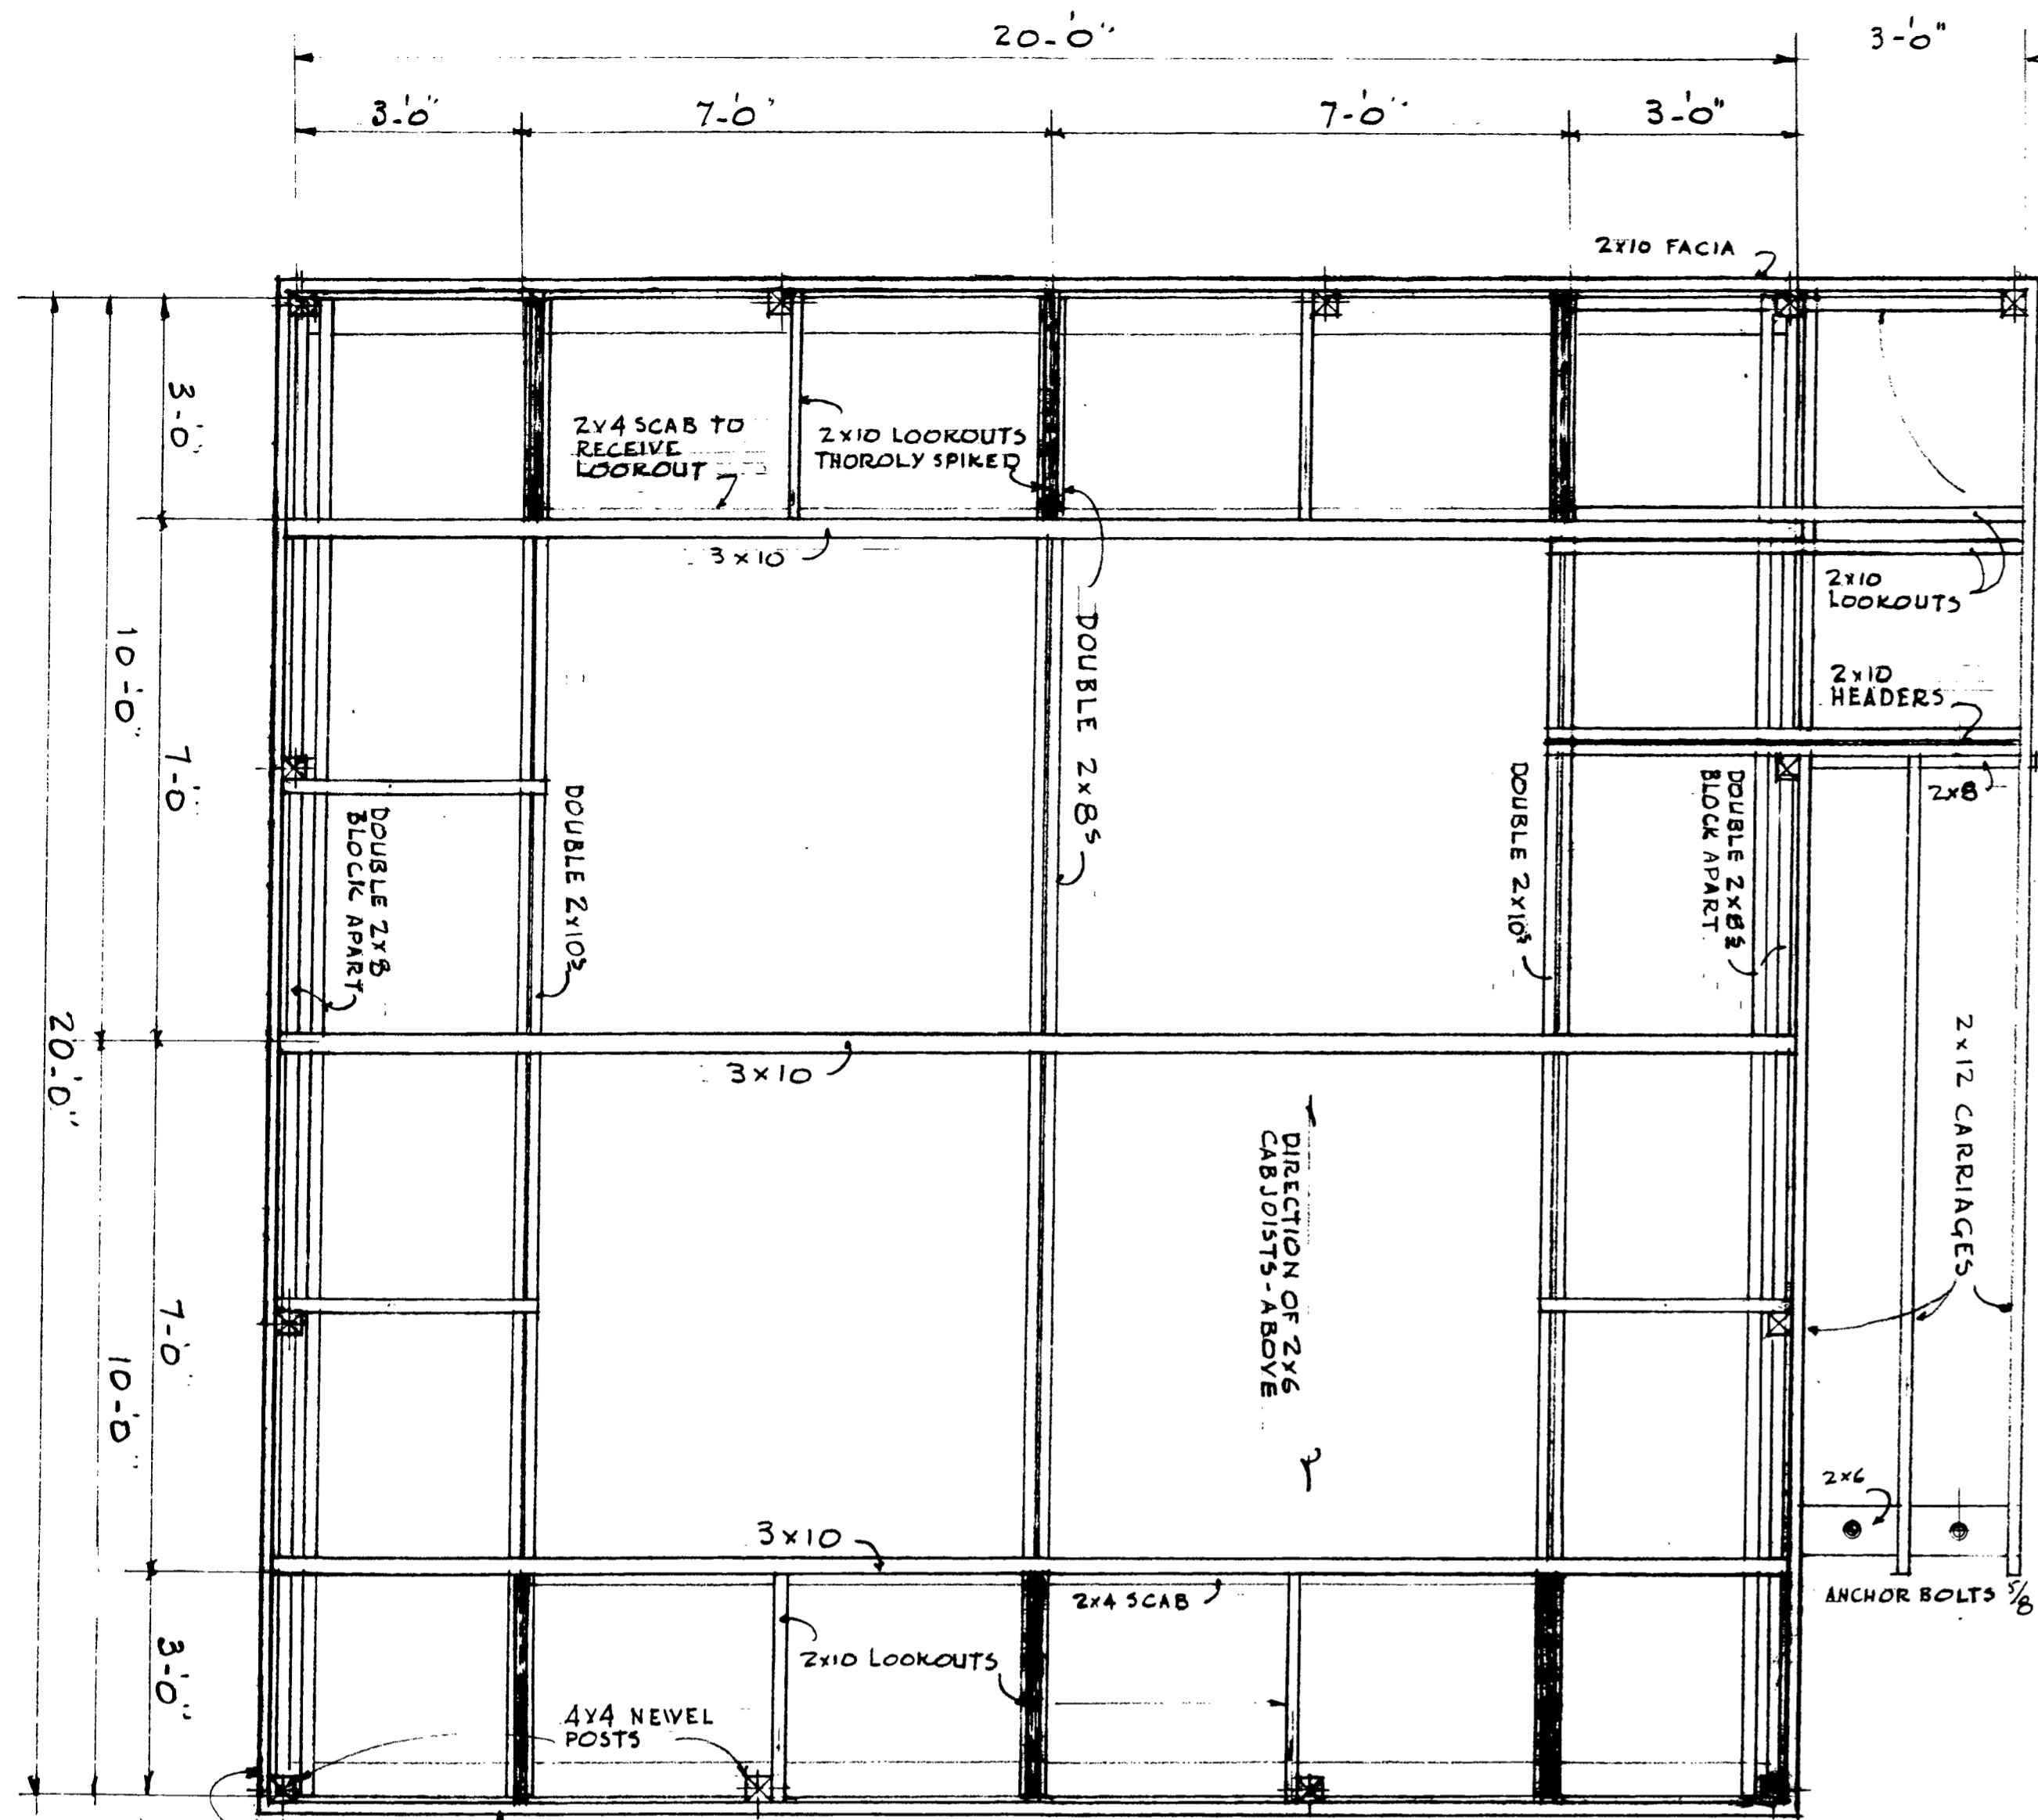 20-'0"
3-'0"
3-'0"
7-'0"
7-'0"
3-'0"
2x10 FACIA
3-'0"
2x4 SCAB TO
RECEIVE
LOOKOUT
2x10 LOOKOUTS
THOROLY SPIKED
3x10
2x10
LOOKOUTS
10-'0"
DOUBLE 2x8s
2x10
HEADERS
7-'0"
2x8
DOUBLE 2x8
BLOCK APART
DOUBLE 2x10s
DOUBLE 2x10s
DOUBLE 2x8s
BLOCK APART
20-'0"
3x10
2x12 CARRIAGES
DIRECTION OF 2x6
CAB JOISTS-ABOVE
7-'0"
10-'0"
2x6
3x10
2x4 SCAB
ANCHOR BOLTS 5/8
3-'0"
2x10 LOOKOUTS
4x4 NEWEL
POSTS